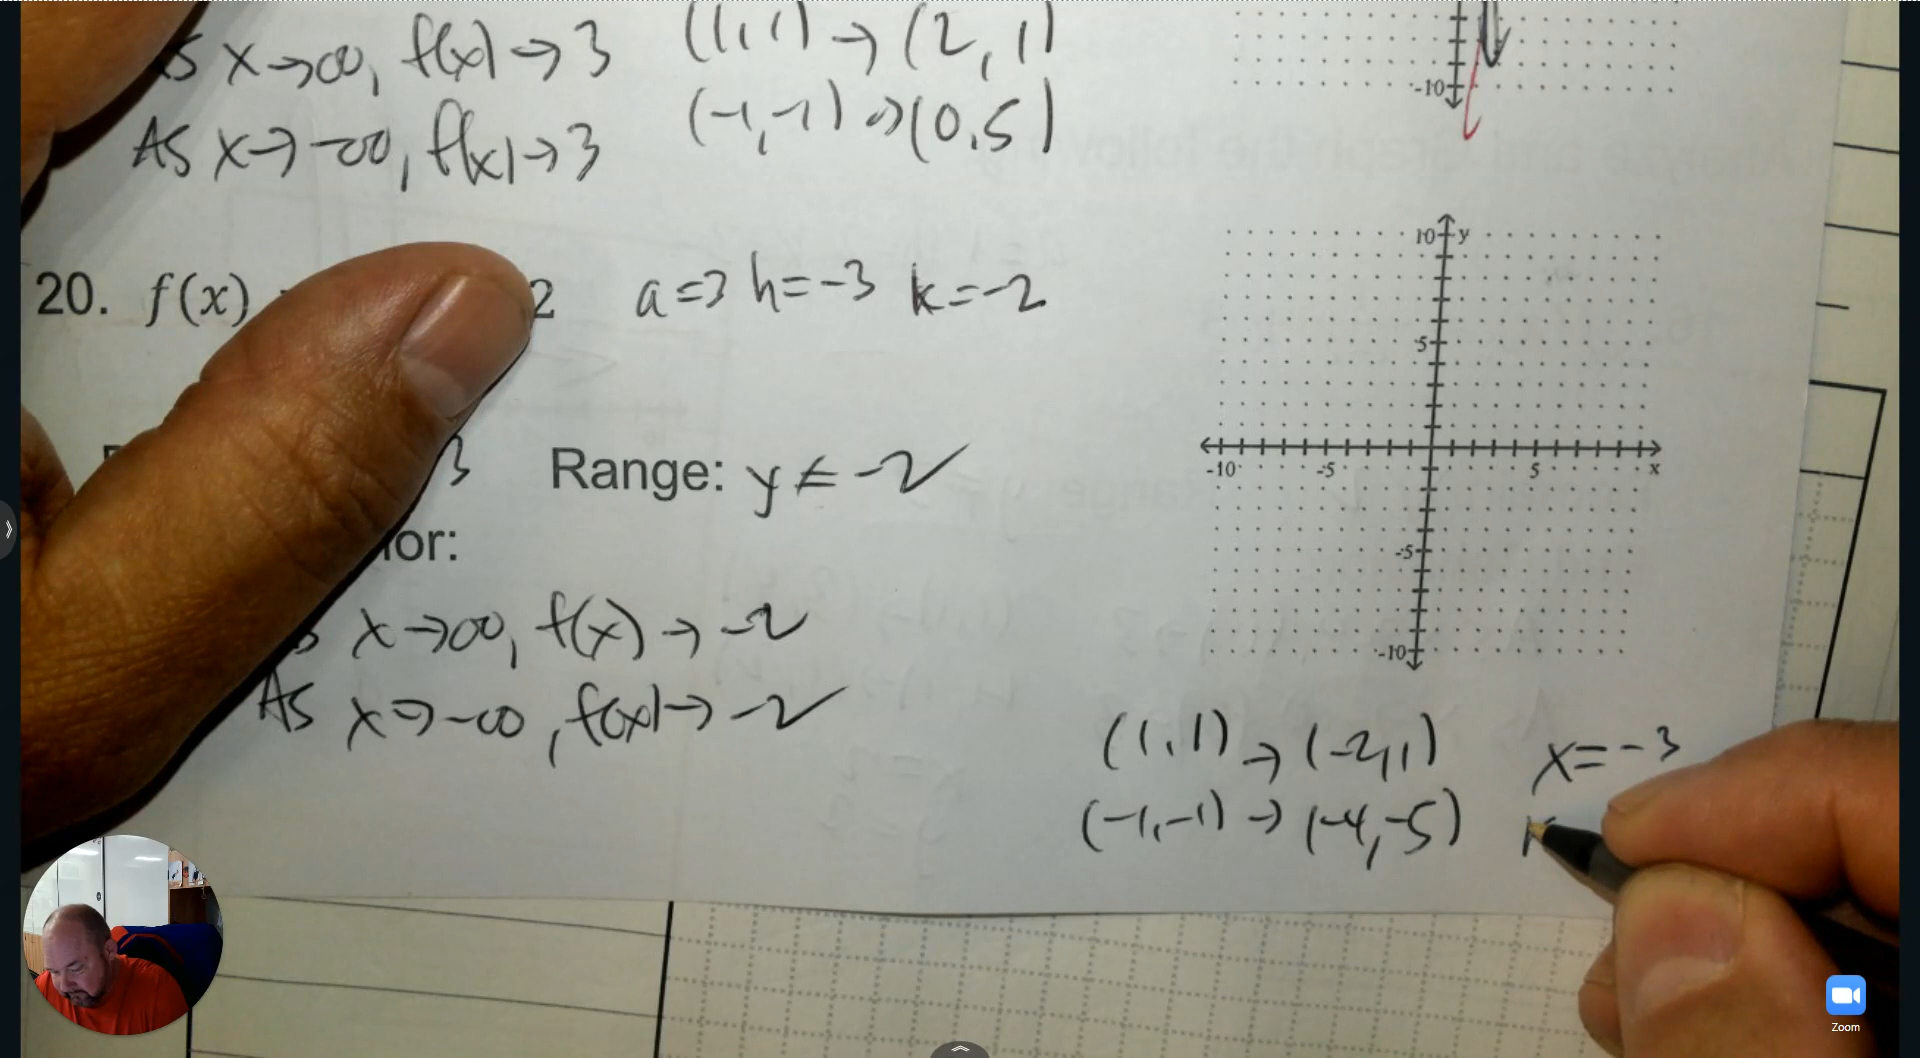 As x→∞, f(x)→3
(1,1)→(2,1)
As x→-∞, f(x)→3
(-1,-1)→(0,5)
-10
20. f(x) 2 a=3 h=-3 k=-2
3 Range: y≠-2
ior:
x→∞, f(x)→-2
As x→-∞, f(x)→-2
10 y
5
-10 -5 5 x
-5
-10
(1,1)→(-2,1) x=-3
(-1,-1)→(-4,-5)
Zoom